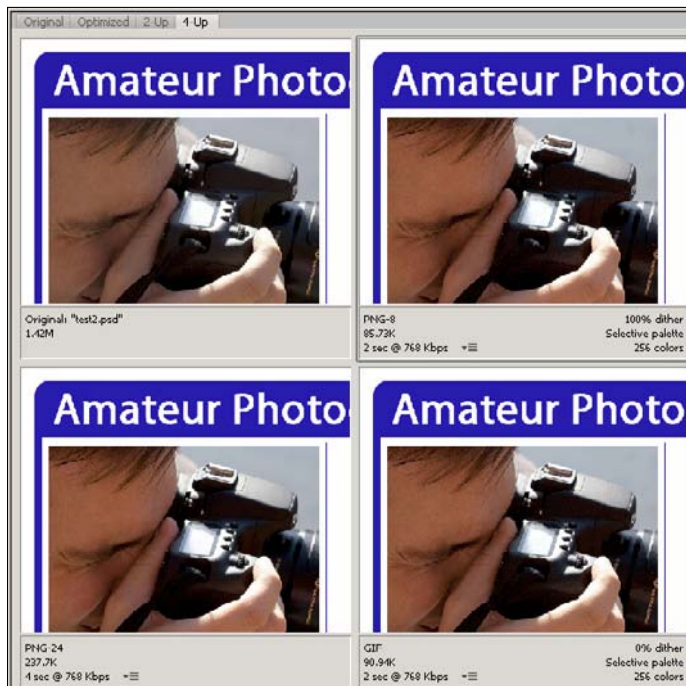 Original Optimized 2-Up 4-Up
Amateur Photo
Amateur Photo
Original: "test2.psd"
1.42M
PNG-8 100% dither
85.73K Selective palette
2 sec @ 768 Kbps 256 colors
Amateur Photo
Amateur Photo
PNG-24
237.7K
4 sec @ 768 Kbps
GIF 0% dither
90.94K Selective palette
2 sec @ 768 Kbps 256 colors